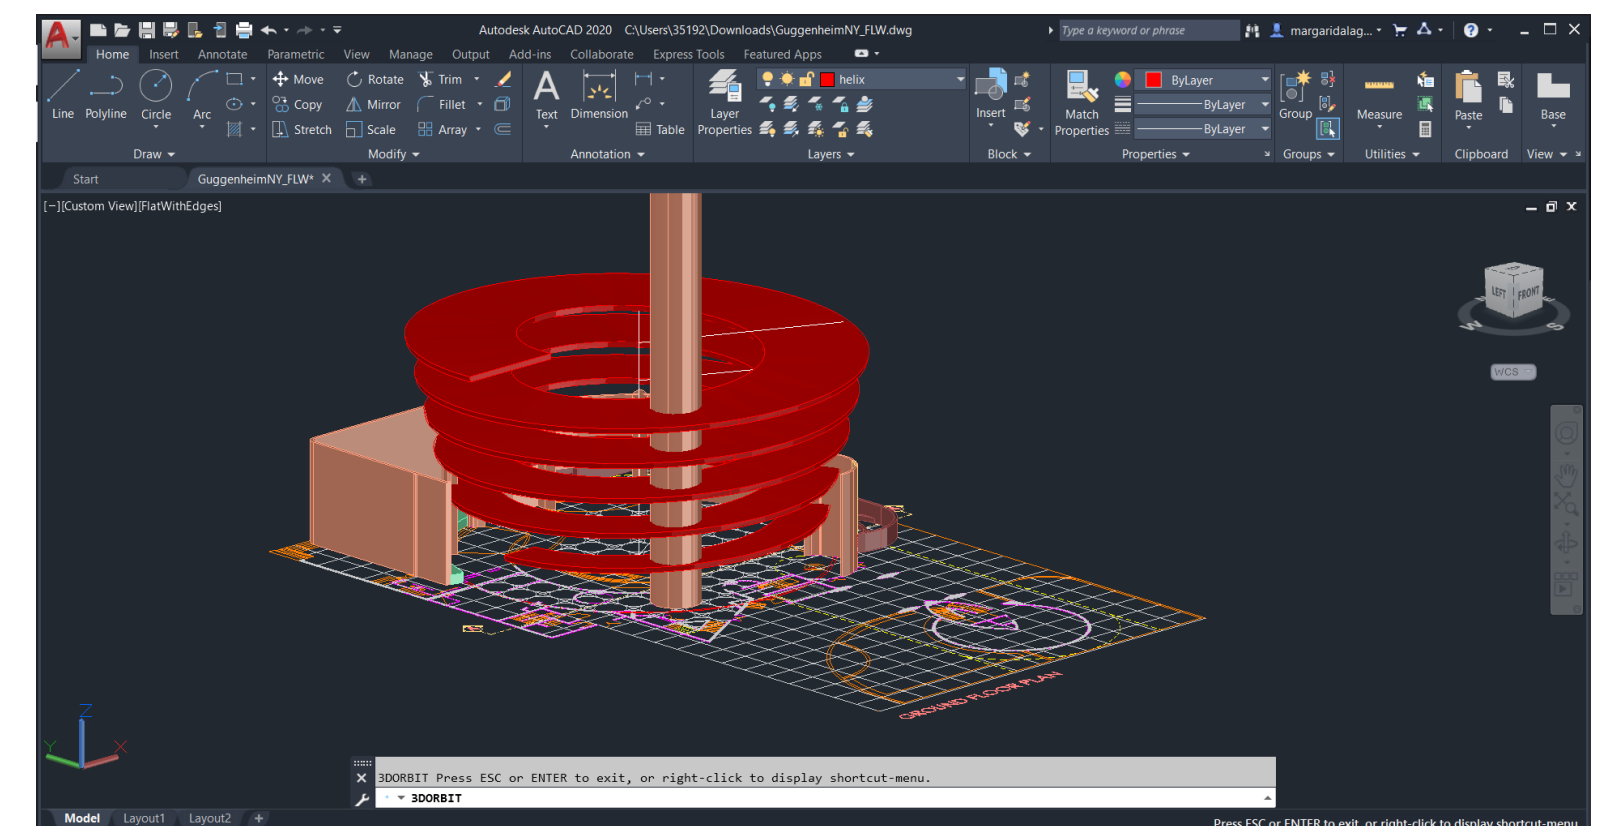 Autodesk AutoCAD 2020 C:\Users\35192\Downloads\GuggenheimNY_FLW.dwg
Type a keyword or phrase
margaridalag...
Home Insert Annotate Parametric View Manage Output Add-ins Collaborate Express Tools Featured Apps
Line Polyline Circle Arc
Move Rotate Trim
Copy Mirror Fillet
Stretch Scale Array
Text Dimension
Table
Layer
Properties
helix
Insert
Match
Properties
ByLayer
ByLayer
ByLayer
Group
Measure
Paste
Base
Draw Modify Annotation Layers Block Properties Groups Utilities Clipboard View
Start GuggenheimNY_FLW*
[−][Custom View][FlatWithEdges]
LEFT FRONT
W S
WCS
GROUND FLOOR PLAN
Z
Y X
3DORBIT Press ESC or ENTER to exit, or right-click to display shortcut-menu.
3DORBIT
Model Layout1 Layout2
Press ESC or ENTER to exit, or right-click to display shortcut-menu.